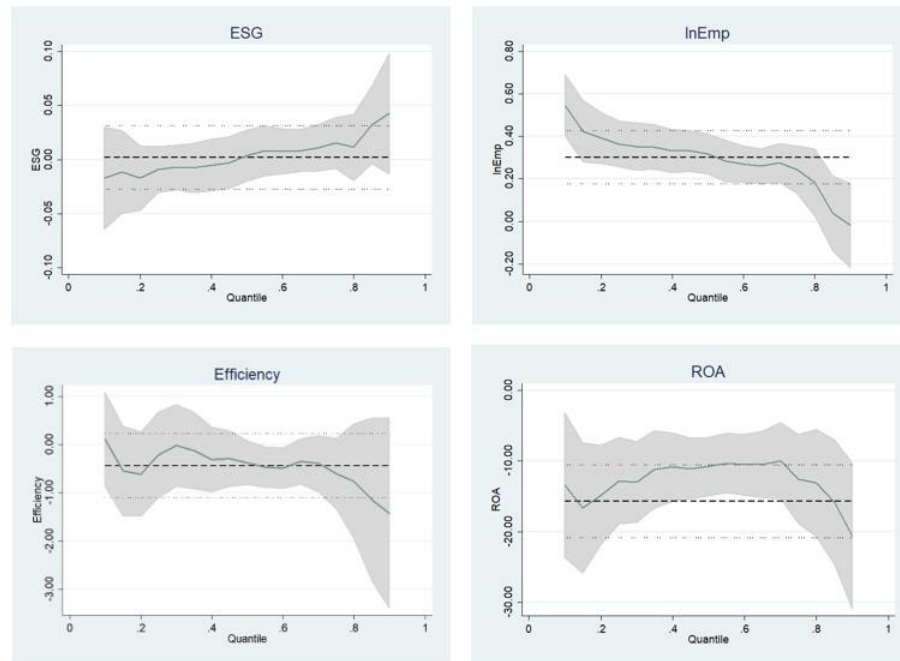 ESG
ESG
0.10
0.05
0.00
-0.05
-0.10
0 .2 .4 .6 .8 1
Quantile
lnEmp
lnEmp
0.80
0.60
0.40
0.20
0.00
-0.20
0 .2 .4 .6 .8 1
Quantile
Efficiency
Efficiency
1.00
0.00
-1.00
-2.00
-3.00
0 .2 .4 .6 .8 1
Quantile
ROA
ROA
0.00
-10.00
-20.00
-30.00
0 .2 .4 .6 .8 1
Quantile